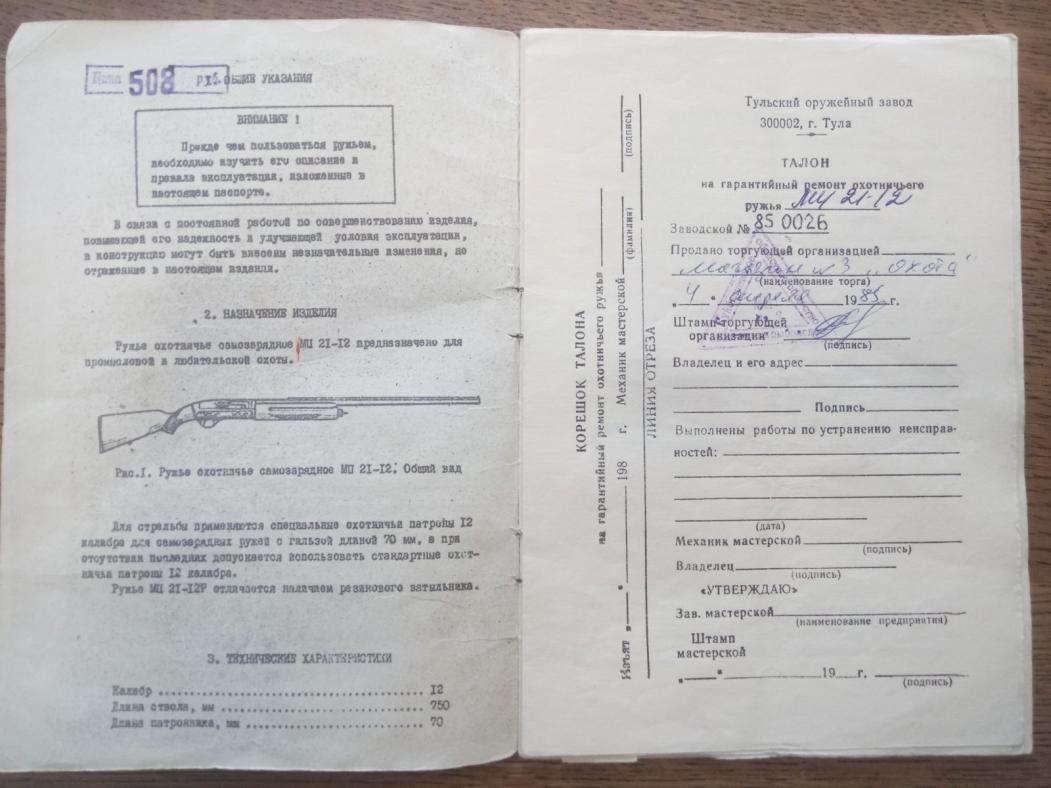 Цена 508 руб.
1. ОБЩИЕ УКАЗАНИЯ
ВНИМАНИЕ !
Прежде чем пользоваться ружьем,
необходимо изучить его описание и
правила эксплуатации, изложенные в
настоящем паспорте.
В связи с постоянной работой по совершенствованию изделия,
повышающей его надежность и улучшающей условия эксплуатации,
в конструкцию могут быть внесены незначительные изменения, не
отраженные в настоящем издании.
2. НАЗНАЧЕНИЕ ИЗДЕЛИЯ
Ружье охотничье самозарядное МЦ 21-12 предназначено для
промысловой и любительской охоты.
Рис.1. Ружье охотничье самозарядное МЦ 21-12. Общий вид
Для стрельбы применяются специальные охотничьи патроны 12
калибра для самозарядных ружей с гильзой длиной 70 мм, а при
отсутствии последних допускается использовать стандартные охот-
ничьи патроны 12 калибра.
Ружье МЦ 21-12Р отличается наличием резинового затыльника.
3. ТЕХНИЧЕСКИЕ ХАРАКТЕРИСТИКИ
Калибр ........ 12
Длина ствола, мм ........ 750
Длина патронника, мм ........ 70
КОРЕШОК ТАЛОНА
на гарантийный ремонт охотничьего ружья
Изъят „ “ 198 г. Механик мастерской
(фамилия) (подпись)
ЛИНИЯ ОТРЕЗА
Тульский оружейный завод
300002, г. Тула
ТАЛОН
на гарантийный ремонт охотничьего
ружья МЦ 21-12
Заводской № 85 0026
Продано торгующей организацией
магазин №3 „Охота"
(наименование торга)
„ 4 “ апреля 1985 г.
Штамп торгующей
организации
(подпись)
Владелец и его адрес
Подпись
Выполнены работы по устранению неисправ-
ностей:
(дата)
Механик мастерской
(подпись)
Владелец
(подпись)
«УТВЕРЖДАЮ»
Зав. мастерской
(наименование предприятия)
Штамп
мастерской
„ “ 19 г.
(подпись)